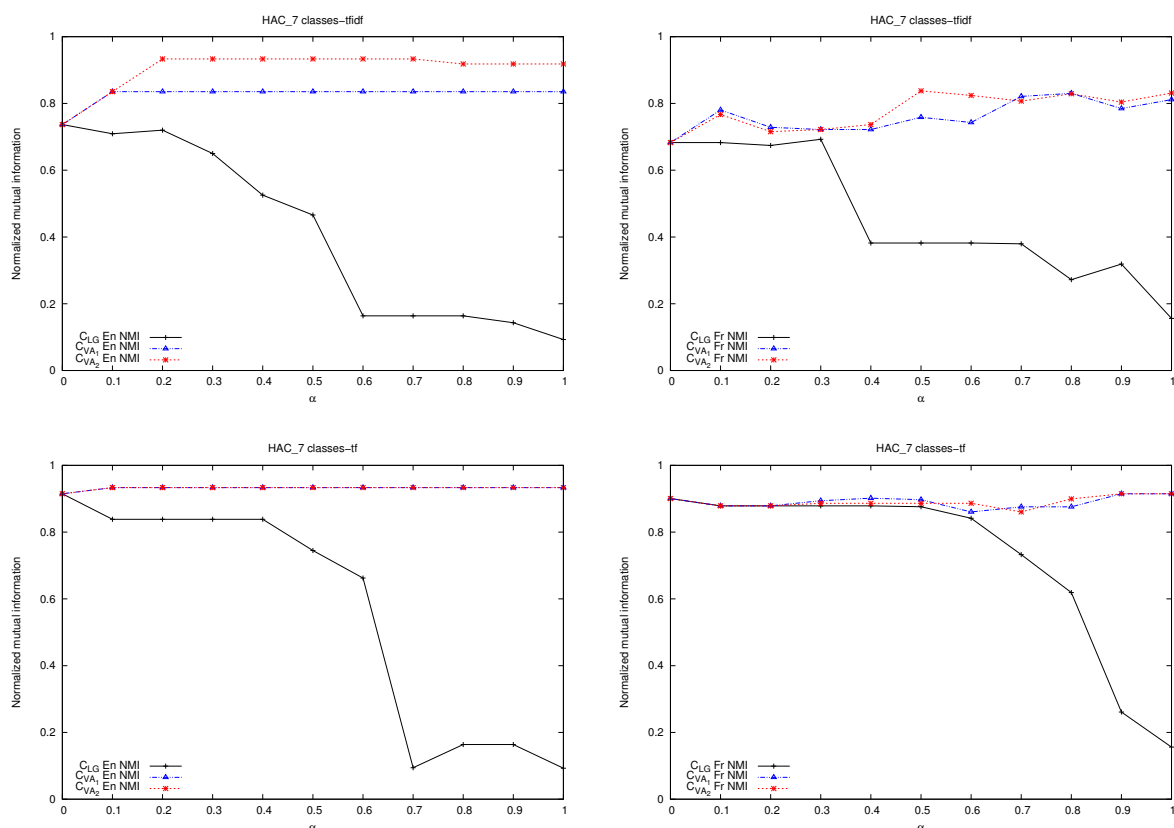 HAC_7 classes-tfidf
1
0.8
0.6
0.4
0.2
0
Normalized mutual information
C_LG En NMI
C_VA_1 En NMI
C_VA_2 En NMI
0 0.1 0.2 0.3 0.4 0.5 0.6 0.7 0.8 0.9 1
α
HAC_7 classes-tfidf
1
0.8
0.6
0.4
0.2
0
Normalized mutual information
C_LG Fr NMI
C_VA_1 Fr NMI
C_VA_2 Fr NMI
0 0.1 0.2 0.3 0.4 0.5 0.6 0.7 0.8 0.9 1
α
HAC_7 classes-tf
1
0.8
0.6
0.4
0.2
0
Normalized mutual information
C_LG En NMI
C_VA_1 En NMI
C_VA_2 En NMI
0 0.1 0.2 0.3 0.4 0.5 0.6 0.7 0.8 0.9 1
α
HAC_7 classes-tf
1
0.8
0.6
0.4
0.2
0
Normalized mutual information
C_LG Fr NMI
C_VA_1 Fr NMI
C_VA_2 Fr NMI
0 0.1 0.2 0.3 0.4 0.5 0.6 0.7 0.8 0.9 1
α